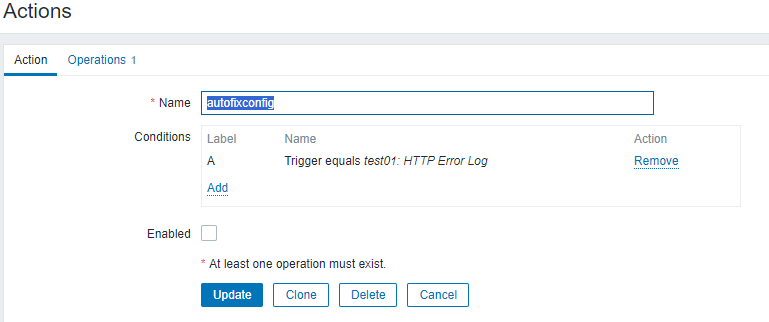 Actions
Action Operations 1
* Name autofixconfig
Conditions Label Name Action
A Trigger equals test01: HTTP Error Log Remove
Add
Enabled
* At least one operation must exist.
Update Clone Delete Cancel